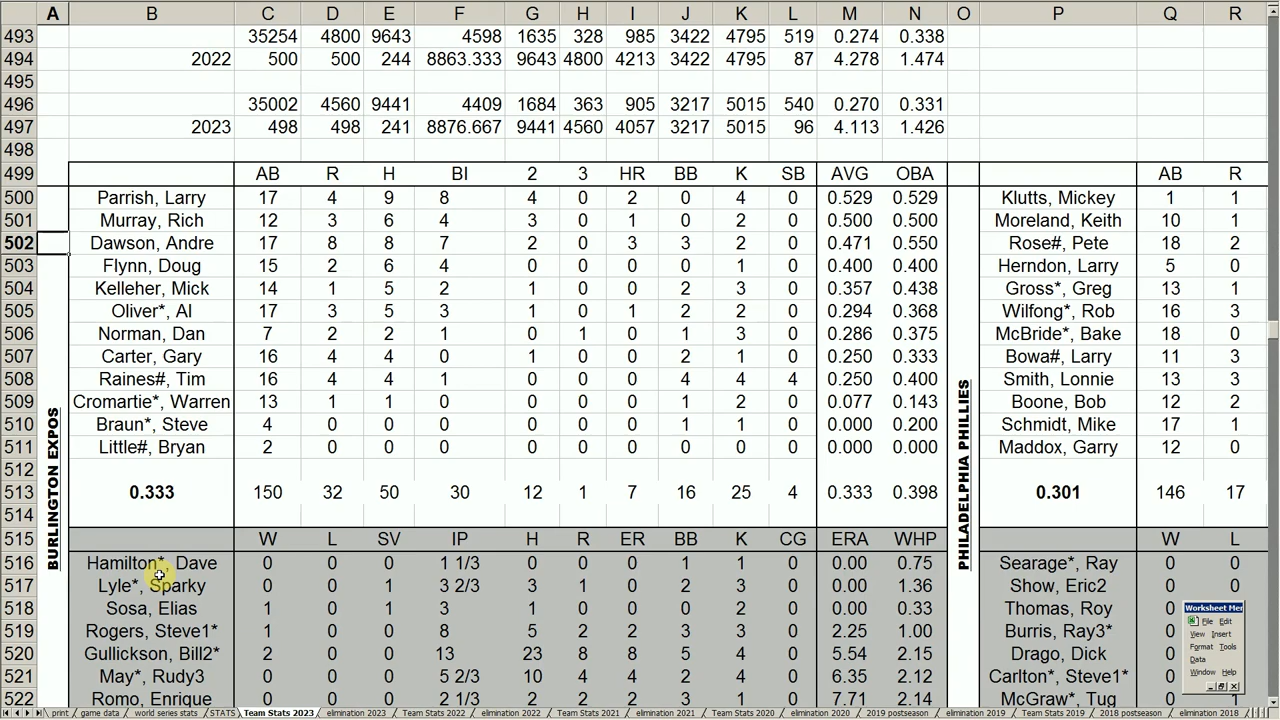 A B C D E F G H I J K L M N O P Q R
493 35254 4800 9643 4598 1635 328 985 3422 4795 519 0.274 0.338
494 2022 500 500 244 8863.333 9643 4800 4213 3422 4795 87 4.278 1.474
495
496 35002 4560 9441 4409 1684 363 905 3217 5015 540 0.270 0.331
497 2023 498 498 241 8876.667 9441 4560 4057 3217 5015 96 4.113 1.426
498
499 AB R H BI 2 3 HR BB K SB AVG OBA AB R
500 Parrish, Larry 17 4 9 8 4 0 2 0 4 0 0.529 0.529 Klutts, Mickey 1 1
501 Murray, Rich 12 3 6 4 3 0 1 0 2 0 0.500 0.500 Moreland, Keith 10 1
502 Dawson, Andre 17 8 8 7 2 0 3 3 2 0 0.471 0.550 Rose#, Pete 18 2
503 Flynn, Doug 15 2 6 4 0 0 0 0 1 0 0.400 0.400 Herndon, Larry 5 0
504 Kelleher, Mick 14 1 5 2 1 0 0 2 3 0 0.357 0.438 Gross*, Greg 13 1
505 Oliver*, Al 17 3 5 3 1 0 1 2 2 0 0.294 0.368 Wilfong*, Rob 16 3
506 Norman, Dan 7 2 2 1 0 1 0 1 3 0 0.286 0.375 McBride*, Bake 18 0
507 Carter, Gary 16 4 4 0 1 0 0 2 1 0 0.250 0.333 Bowa#, Larry 11 3
508 Raines#, Tim 16 4 4 1 0 0 0 4 4 4 0.250 0.400 Smith, Lonnie 13 3
509 Cromartie*, Warren 13 1 1 0 0 0 0 1 2 0 0.077 0.143 Boone, Bob 12 2
510 Braun*, Steve 4 0 0 0 0 0 0 1 1 0 0.000 0.200 Schmidt, Mike 17 1
511 Little#, Bryan 2 0 0 0 0 0 0 0 0 0 0.000 0.000 Maddox, Garry 12 0
512
513 0.333 150 32 50 30 12 1 7 16 25 4 0.333 0.398 0.301 146 17
514
BURLINGTON EXPOS
PHILADELPHIA PHILLIES
515 W L SV IP H R ER BB K CG ERA WHP W L
516 Hamilton*, Dave 0 0 0 1 1/3 0 0 0 1 1 0 0.00 0.75 Searage*, Ray 0 0
517 Lyle*, Sparky 0 0 1 3 2/3 3 1 0 2 3 0 0.00 1.36 Show, Eric2 0 0
518 Sosa, Elias 1 0 1 3 1 0 0 0 2 0 0.00 0.33 Thomas, Roy 0
519 Rogers, Steve1* 1 0 0 8 5 2 2 3 3 0 2.25 1.00 Burris, Ray3* 0
520 Gullickson, Bill2* 2 0 0 13 23 8 8 5 4 0 5.54 2.15 Drago, Dick 0
521 May*, Rudy3 0 0 0 5 2/3 10 4 4 2 4 0 6.35 2.12 Carlton*, Steve1* 0
522 Romo, Enrique 0 0 0 2 1/3 2 2 2 3 1 0 7.71 2.14 McGraw*, Tug 0
Worksheet Mer
File Edit
View Insert
Format Tools
Data
Window Help
print game data world series stats STATS Team Stats 2023 elimination 2023 Team Stats 2022 elimination 2022 Team Stats 2021 elimination 2021 Team Stats 2020 elimination 2020 2019 postseason elimination 2019 2018 postseason elimination 2018